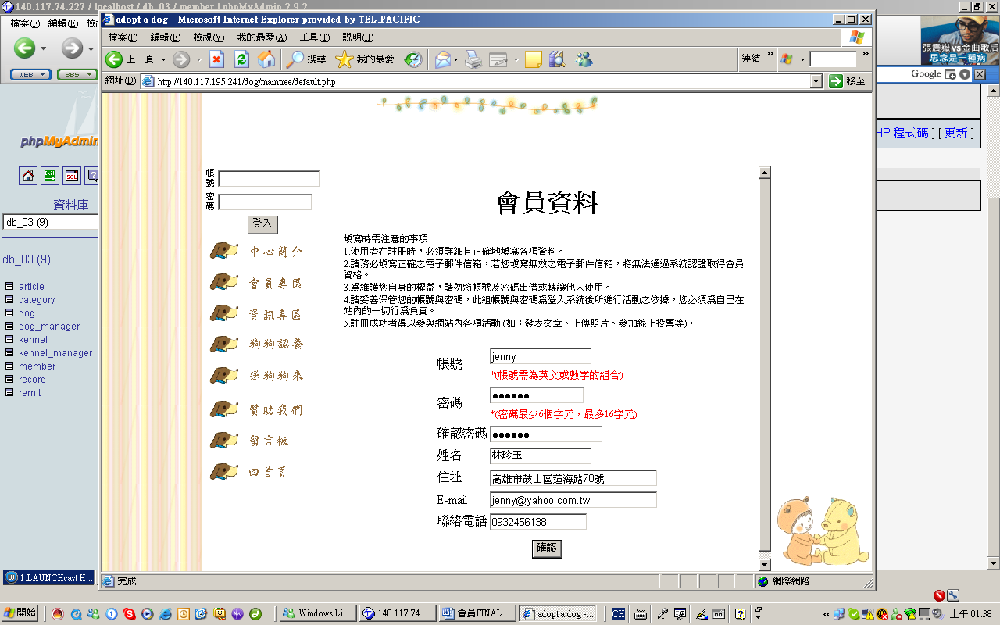 140.117.74.227 / localhost / db_03 / member | phpMyAdmin 2.9.2
檔案(F) 編輯(E)
WEB BBS
adopt a dog - Microsoft Internet Explorer provided by TEL.PACIFIC
檔案(F) 編輯(E) 檢視(V) 我的最愛(A) 工具(T) 說明(H)
上一頁 搜尋 我的最愛 連結 »
網址(D) http://140.117.195.241/dog/maintree/default.php 移至
張震嶽vs金曲歌后
思念是一種病
Google
HP 程式碼 ] [ 更新 ]
phpMyAdmin
SQL
資料庫
db_03 (9)
db_03 (9)
article
category
dog
dog_manager
kennel
kennel_manager
member
record
remit
帳號
密碼
登入
中心簡介
會員專區
資訊專區
狗狗認養
送狗狗來
贊助我們
留言板
回首頁
會員資料
填寫時需注意的事項
1.使用者在註冊時，必須詳細且正確地填寫各項資料。
2.請務必填寫正確之電子郵件信箱，若您填寫無效之電子郵件信箱，將無法通過系統認證取得會員
資格。
3.為維護您自身的權益，請勿將帳號及密碼出借或轉讓他人使用。
4.請妥善保管您的帳號與密碼，此組帳號與密碼為登入系統後所進行活動之依據，您必須為自己在
站內的一切行為負責。
5.註冊成功者得以參與網站內各項活動 (如：發表文章、上傳照片、參加線上投票等)。
帳號 jenny
*(帳號需為英文或數字的組合)
密碼 ●●●●●●
*(密碼最少6個字元，最多16字元)
確認密碼 ●●●●●●
姓名 林珍玉
住址 高雄市鼓山區蓮海路70號
E-mail jenny@yahoo.com.tw
聯絡電話 0932456138
確認
1.LAUNCHcast H...
完成 網際網路
開始 Windows Li... 140.117.74.... 會員FINAL ... adopt a dog -... CH « 上午 01:38